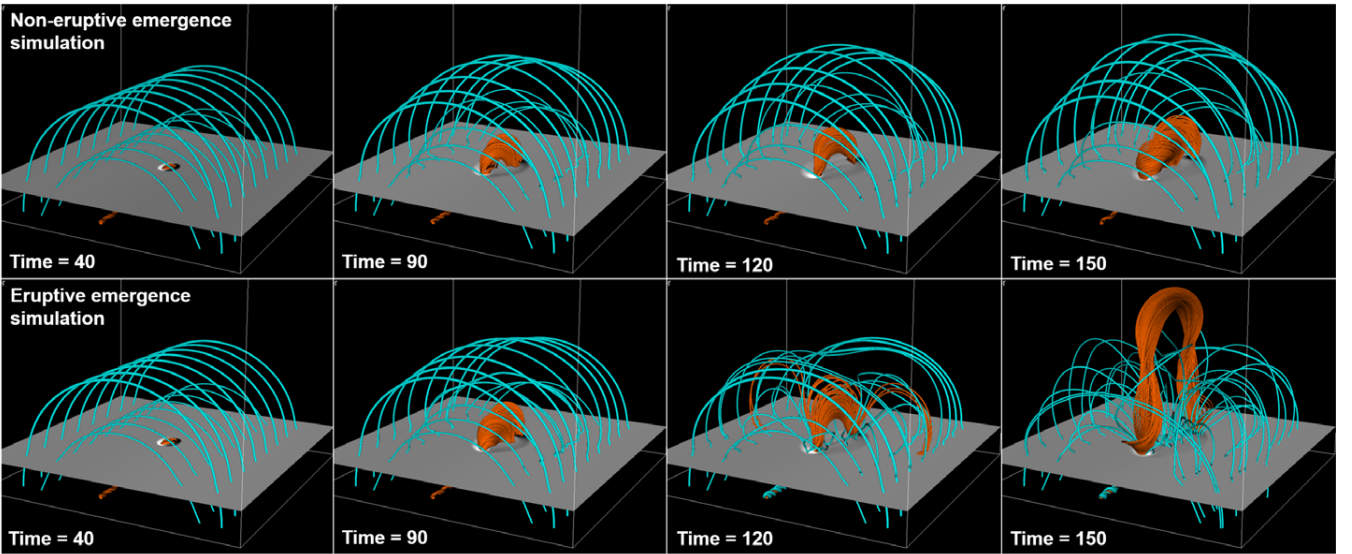 Non-eruptive emergence
simulation
Time = 40
Time = 90
Time = 120
Time = 150
Eruptive emergence
simulation
Time = 40
Time = 90
Time = 120
Time = 150